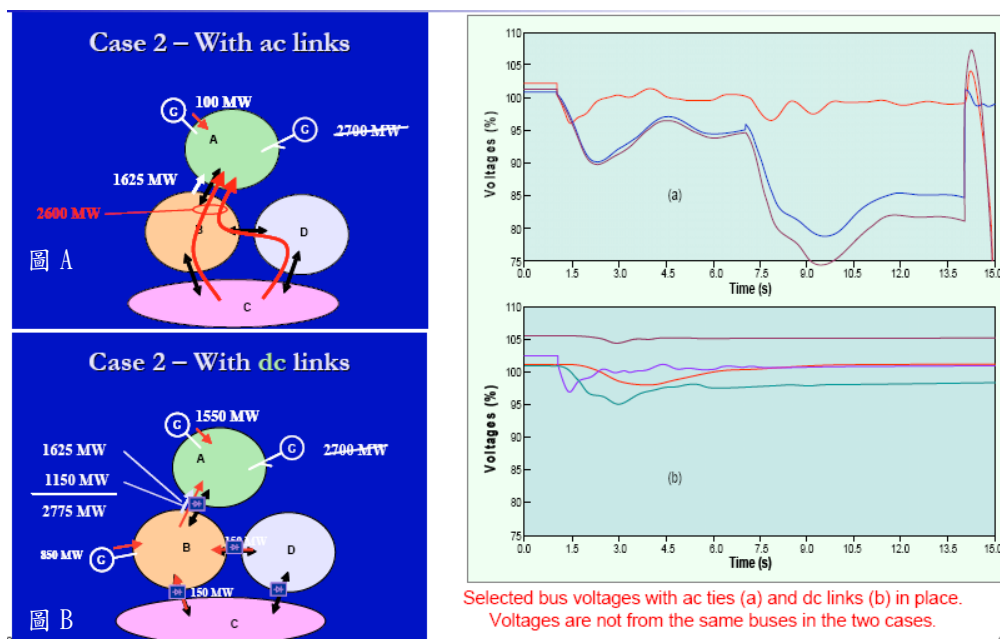 Case 2 – With ac links
100 MW
G
G
2700 MW
A
1625 MW
2600 MW
B
D
C
圖 A
Case 2 – With dc links
1550 MW
G
G
2700 MW
A
1625 MW
1150 MW
2775 MW
850 MW
G
B
D
150 MW
C
圖 B
110
105
100
95
90
85
80
75
Voltages (%)
(a)
0
1.5
3.0
4.5
6.0
7.5
9.0
10.5
12.0
13.5
15.0
Time (s)
110
105
100
95
90
85
80
75
Voltages (%)
(b)
0
1.5
3.0
4.5
6.0
7.5
9.0
10.5
12.0
13.5
15.0
Time (s)
Selected bus voltages with ac ties (a) and dc links (b) in place.
Voltages are not from the same buses in the two cases.